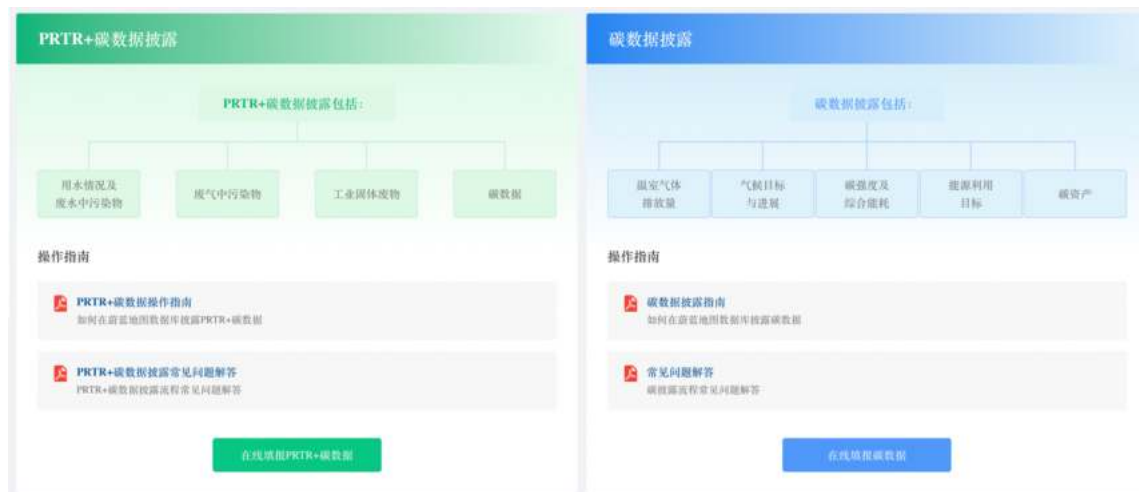 PRTR+碳数据披露
PRTR+碳数据披露包括：
用水情况及
废水中污染物
废气中污染物
工业固体废物
碳数据
操作指南
PRTR+碳数据操作指南
如何在蔚蓝地图数据库披露PRTR+碳数据
PRTR+碳数据披露常见问题解答
PRTR+碳数据披露流程常见问题解答
在线填报PRTR+碳数据
碳数据披露
碳数据披露包括：
温室气体
排放量
气候目标
与进展
碳强度及
综合能耗
能源利用
目标
碳资产
操作指南
碳数据披露指南
如何在蔚蓝地图数据库披露碳数据
常见问题解答
碳披露流程常见问题解答
在线填报碳数据